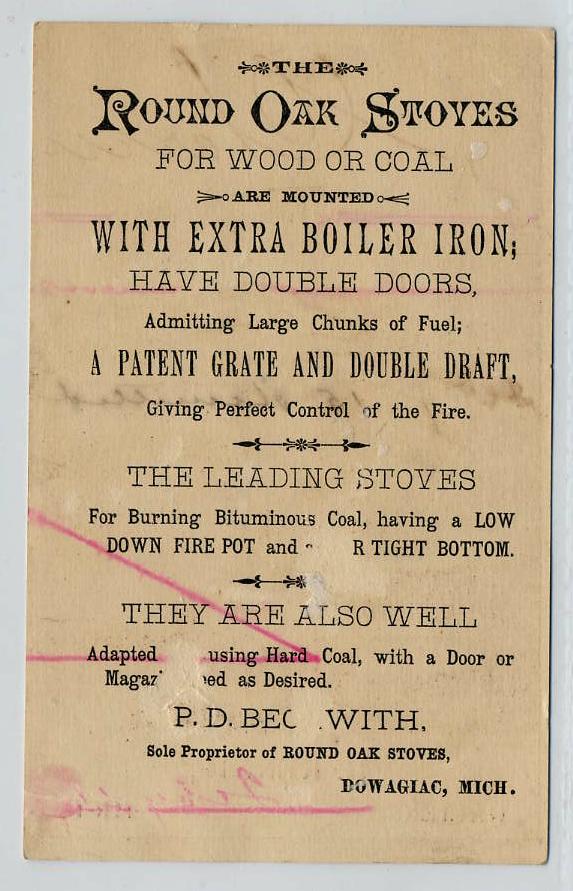 THE
ROUND OAK STOVES
FOR WOOD OR COAL
ARE MOUNTED
WITH EXTRA BOILER IRON;
HAVE DOUBLE DOORS,
Admitting Large Chunks of Fuel;
A PATENT GRATE AND DOUBLE DRAFT,
Giving Perfect Control of the Fire.
THE LEADING STOVES
For Burning Bituminous Coal, having a LOW
DOWN FIRE POT and R TIGHT BOTTOM.
THEY ARE ALSO WELL
Adapted using Hard Coal, with a Door or
as Desired.
P. D. BEC WITH,
Sole Proprietor of ROUND OAK STOVES,
DOWAGIAC, MICH.